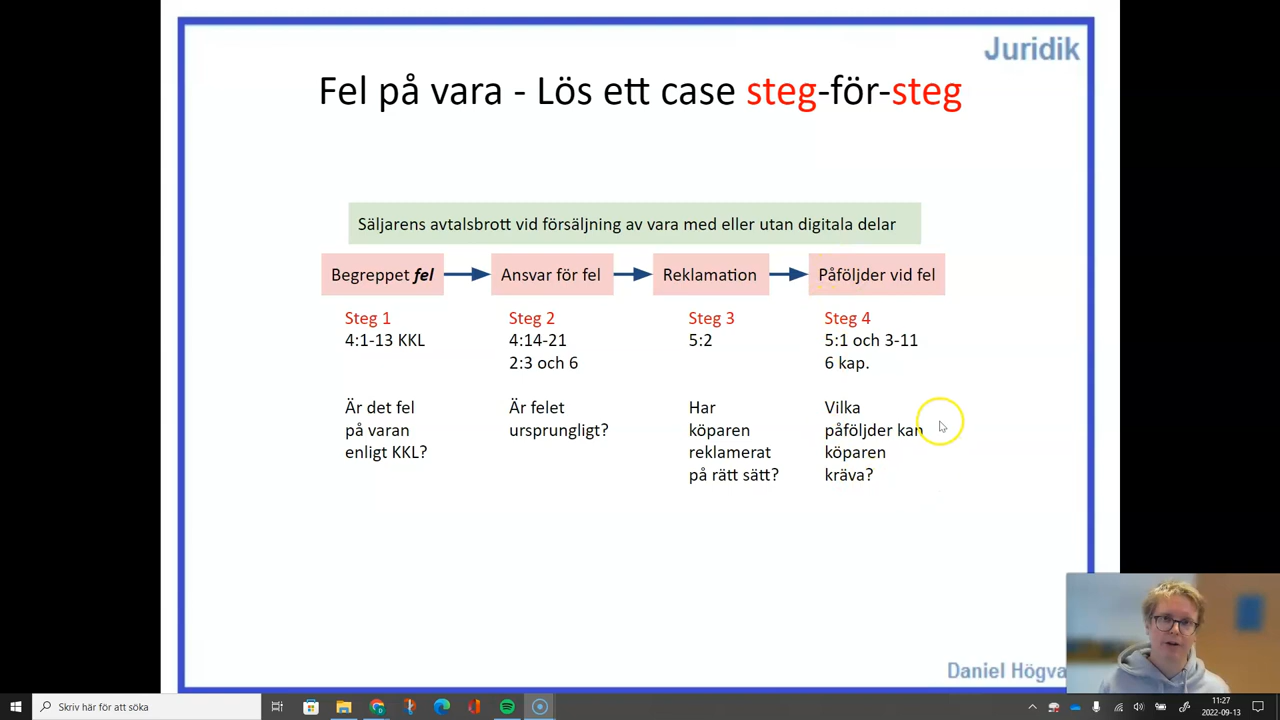 Juridik
Fel på vara - Lös ett case steg-för-steg
Säljarens avtalsbrott vid försäljning av vara med eller utan digitala delar
Begreppet fel
Ansvar för fel
Reklamation
Påföljder vid fel
Steg 1
4:1-13 KKL
Är det fel
på varan
enligt KKL?
Steg 2
4:14-21
2:3 och 6
Är felet
ursprungligt?
Steg 3
5:2
Har
köparen
reklamerat
på rätt sätt?
Steg 4
5:1 och 3-11
6 kap.
Vilka
påföljder kan
köparen
kräva?
Daniel Högva
Skriv här för att söka
11:27
2022-09-13